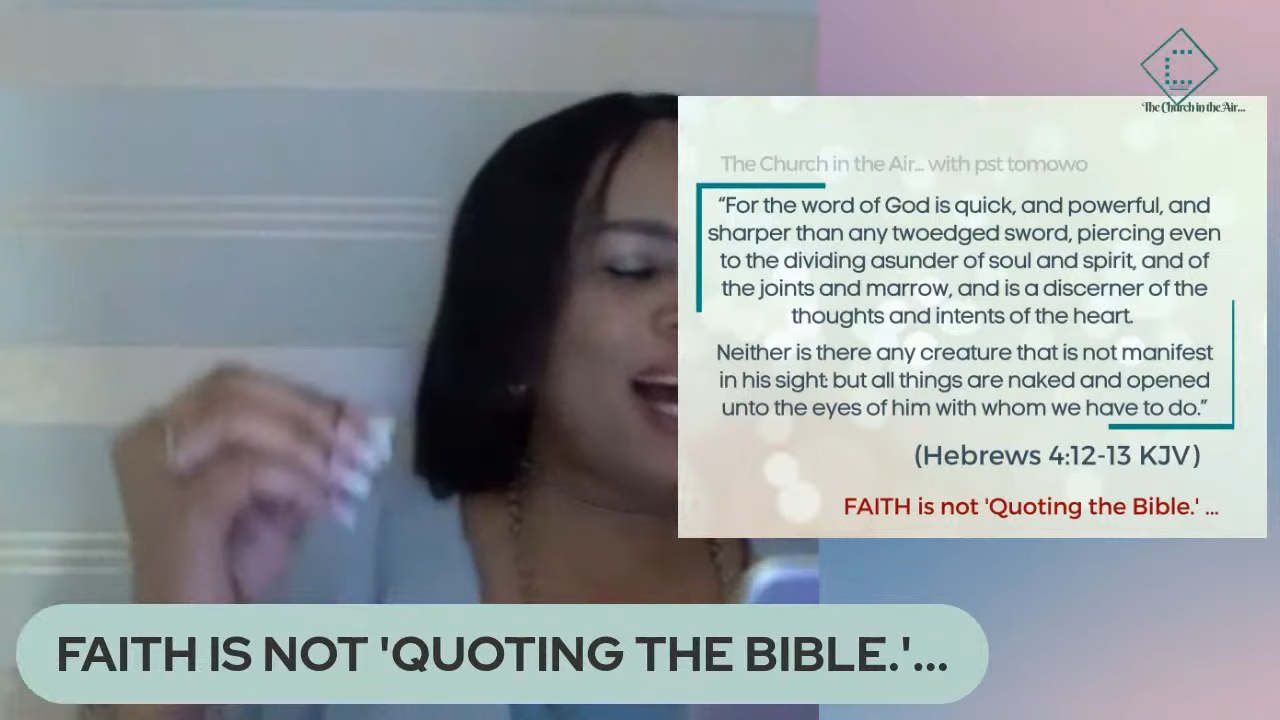 The Church in the Air...
The Church in the Air... with pst tomowo
“For the word of God is quick, and powerful, and
sharper than any twoedged sword, piercing even
to the dividing asunder of soul and spirit, and of
the joints and marrow, and is a discerner of the
thoughts and intents of the heart.
Neither is there any creature that is not manifest
in his sight: but all things are naked and opened
unto the eyes of him with whom we have to do.”
(Hebrews 4:12-13 KJV)
FAITH is not 'Quoting the Bible.' ...
FAITH IS NOT 'QUOTING THE BIBLE.'...